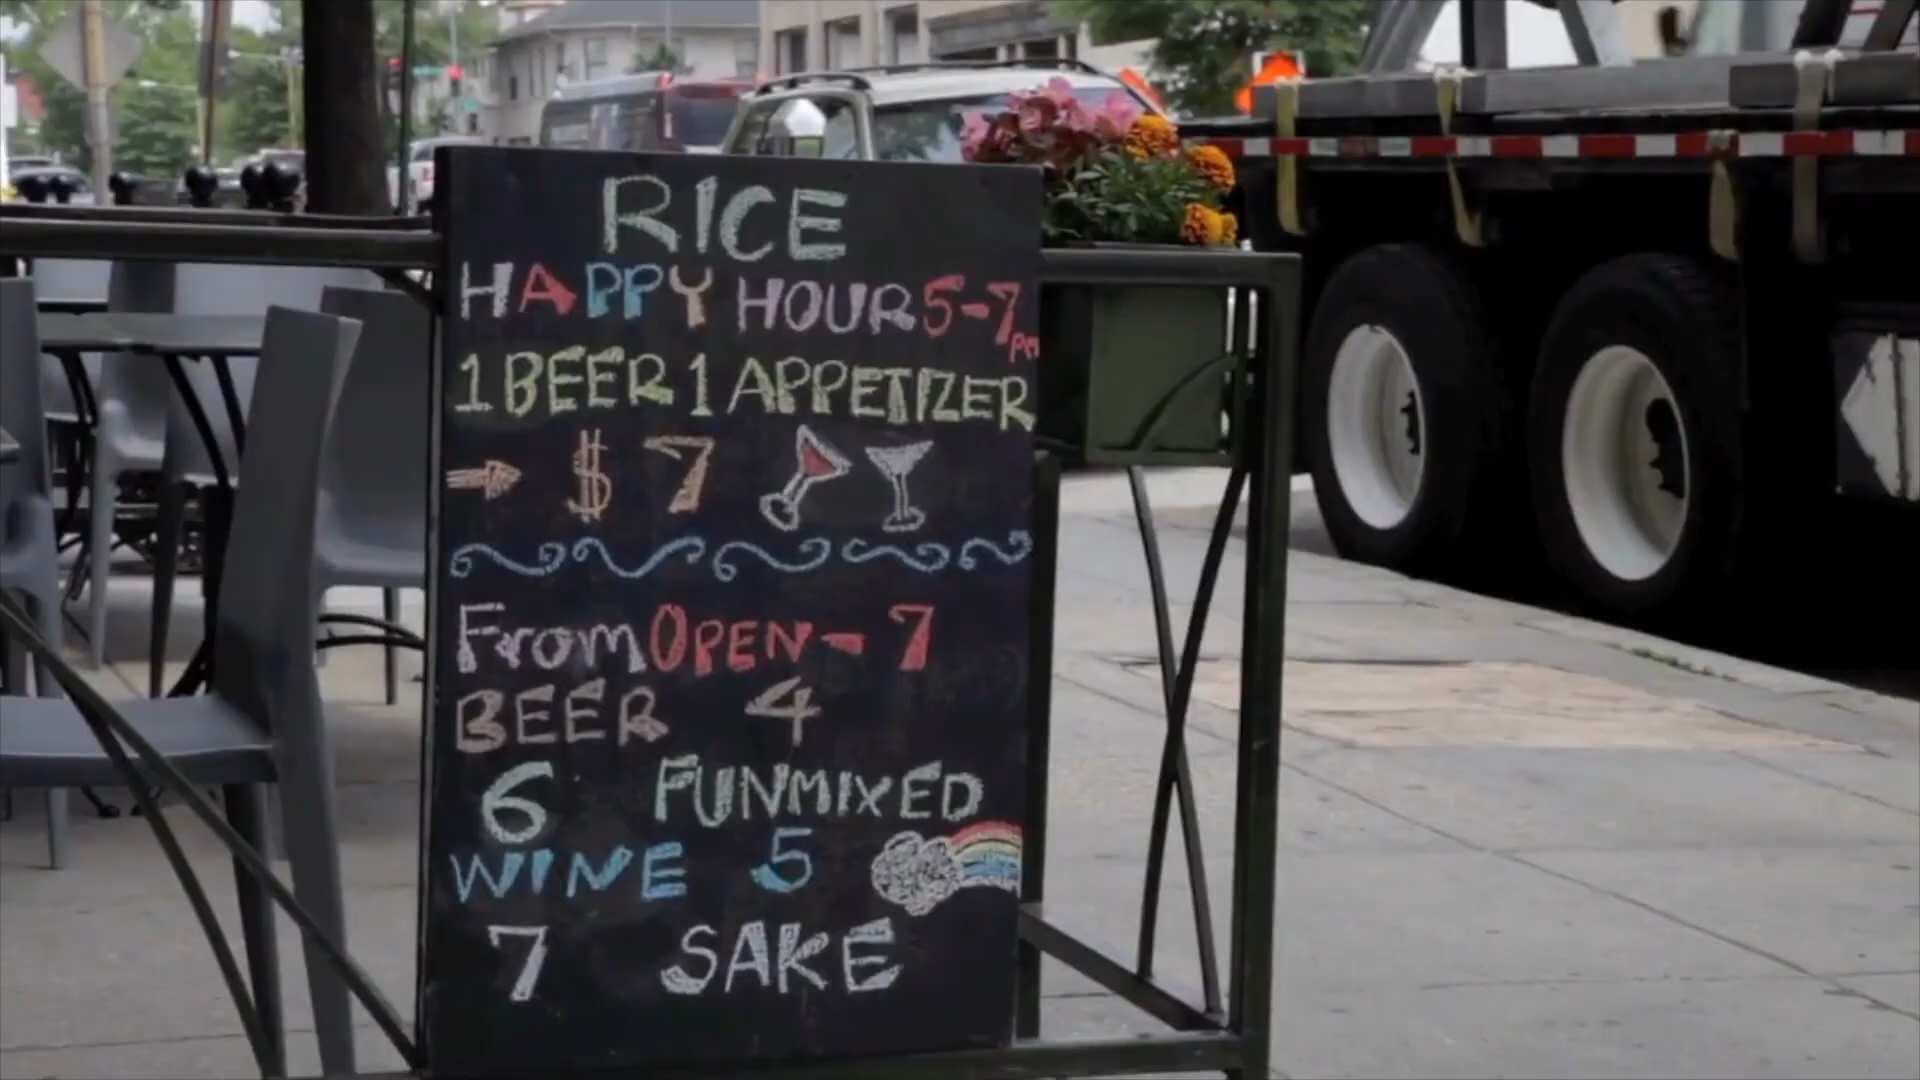 RICE
HAPPY HOUR 5-7pm
1 BEER 1 APPETIZER
$7
From OPEN - 7
BEER 4
6 FUNMIXED
WINE 5
7 SAKE